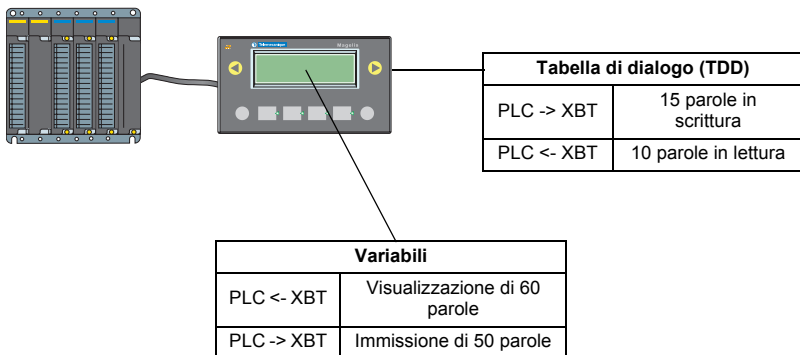 Telemecanique Magelis
Tabella di dialogo (TDD)
PLC -> XBT
15 parole in
scrittura
PLC <- XBT
10 parole in lettura
Variabili
PLC <- XBT
Visualizzazione di 60
parole
PLC -> XBT
Immissione di 50 parole